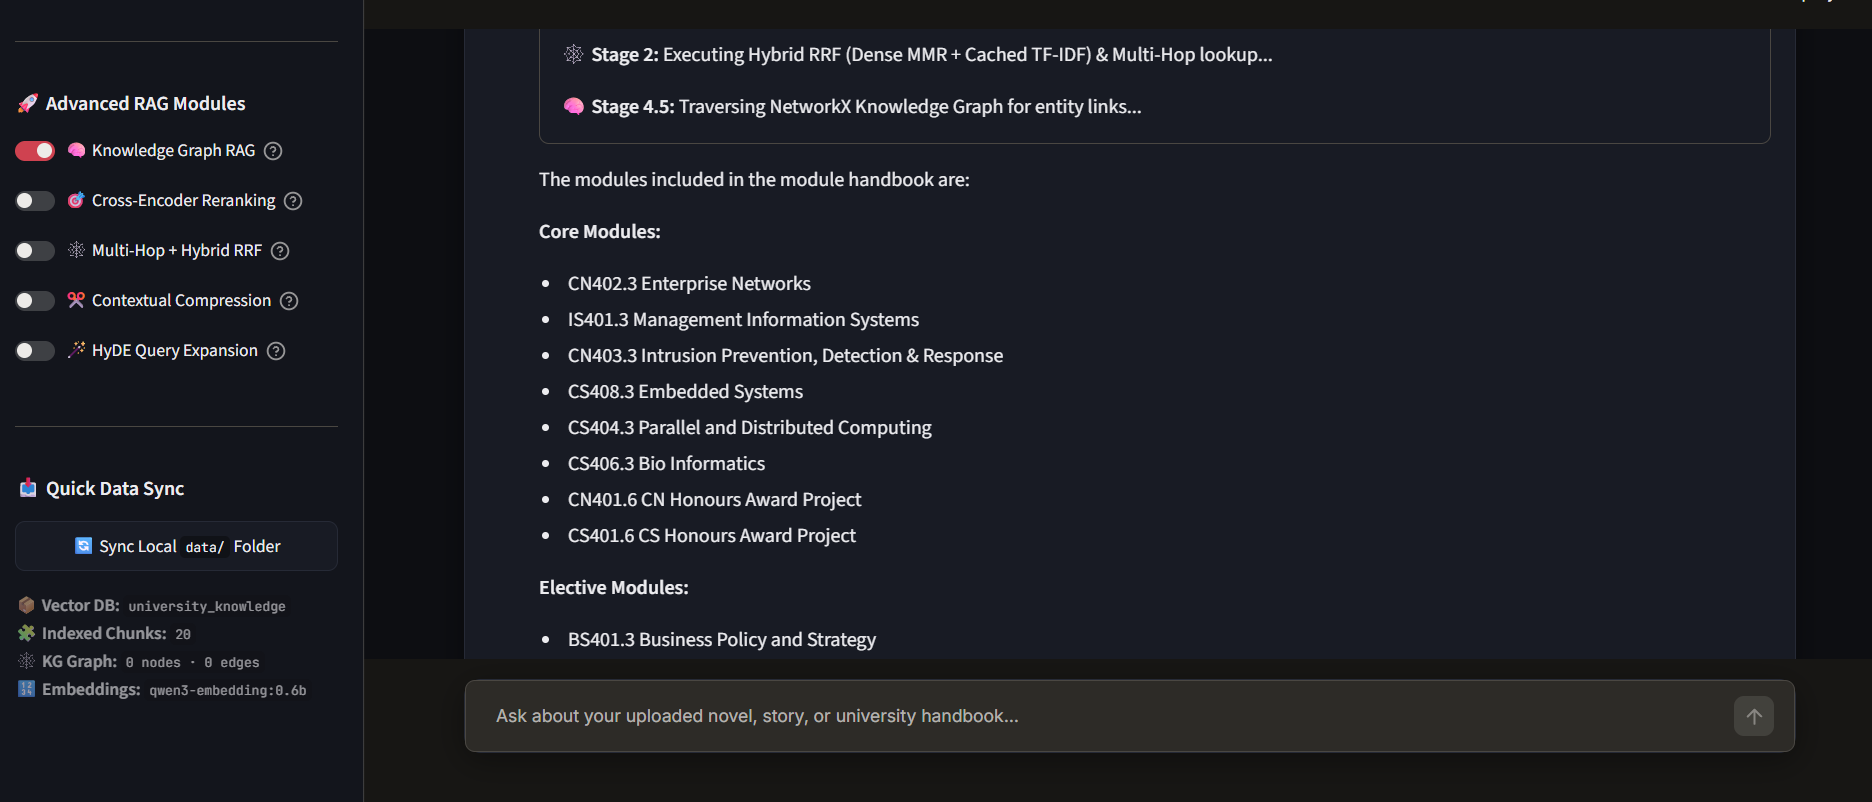 🚀 Advanced RAG Modules
🧠 Knowledge Graph RAG ?
🎯 Cross-Encoder Reranking ?
🕸️ Multi-Hop + Hybrid RRF ?
✂️ Contextual Compression ?
🪄 HyDE Query Expansion ?
📥 Quick Data Sync
🔄 Sync Local data/ Folder
📦 Vector DB: university_knowledge
🧩 Indexed Chunks: 20
🕸️ KG Graph: 0 nodes · 0 edges
🔢 Embeddings: qwen3-embedding:0.6b
🕸️ Stage 2: Executing Hybrid RRF (Dense MMR + Cached TF-IDF) & Multi-Hop lookup...
🧠 Stage 4.5: Traversing NetworkX Knowledge Graph for entity links...
The modules included in the module handbook are:
Core Modules:
• CN402.3 Enterprise Networks
• IS401.3 Management Information Systems
• CN403.3 Intrusion Prevention, Detection & Response
• CS408.3 Embedded Systems
• CS404.3 Parallel and Distributed Computing
• CS406.3 Bio Informatics
• CN401.6 CN Honours Award Project
• CS401.6 CS Honours Award Project
Elective Modules:
• BS401.3 Business Policy and Strategy
Ask about your uploaded novel, story, or university handbook...